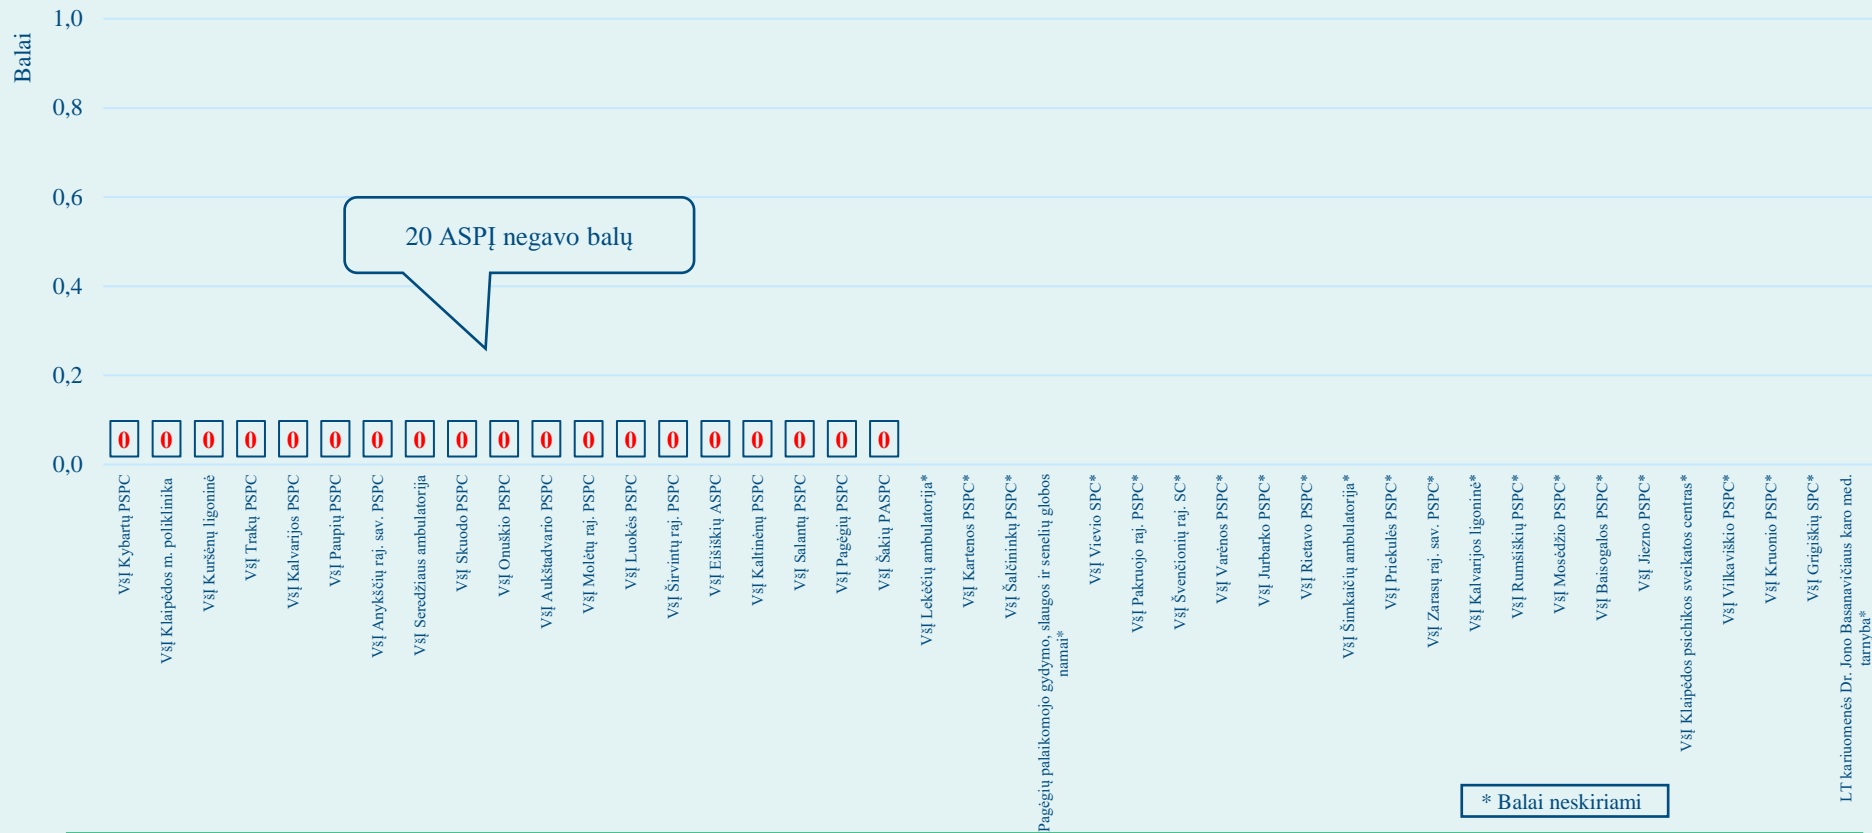 Balai
1,0
0,8
0,6
0,4
0,2
0,0
20 ASPĮ negavo balų
0 0 0 0 0 0 0 0 0 0 0 0 0 0 0 0 0 0 0
VšĮ Kybartų PSPC
VšĮ Klaipėdos m. poliklinika
VšĮ Kuršėnų ligoninė
VšĮ Trakų PSPC
VšĮ Kalvarijos PSPC
VšĮ Paupių PSPC
VšĮ Anykščių raj. sav. PSPC
VšĮ Seredžiaus ambulatorija
VšĮ Skuodo PSPC
VšĮ Onuškio PSPC
VšĮ Aukštadvario PSPC
VšĮ Molėtų raj. PSPC
VšĮ Luokės PSPC
VšĮ Širvintų raj. PSPC
VšĮ Eišiškių ASPC
VšĮ Kaltinėnų PSPC
VšĮ Salantų PSPC
VšĮ Pagėgių PSPC
VšĮ Šakių PASPC
VšĮ Lekėčių ambulatorija*
VšĮ Kartenos PSPC*
VšĮ Šalčininkų PSPC*
Pagėgių palaikomojo gydymo, slaugos ir senelių globos
namai*
VšĮ Vievio SPC*
VšĮ Pakruojo raj. PSPC*
VšĮ Švenčionių raj. SC*
VšĮ Varėnos PSPC*
VšĮ Jurbarko PSPC*
VšĮ Rietavo PSPC*
VšĮ Šimkaičių ambulatorija*
VšĮ Priekulės PSPC*
VšĮ Zarasų raj. sav. PSPC*
VšĮ Kalvarijos ligoninė*
VšĮ Rumšiškių PSPC*
VšĮ Mosėdžio PSPC*
VšĮ Baisogalos PSPC*
VšĮ Jiezno PSPC*
VšĮ Klaipėdos psichikos sveikatos centras*
VšĮ Vilkaviškio PSPC*
VšĮ Kruonio PSPC*
VšĮ Grigiškių SPC*
LT kariuomenės Dr. Jono Basanavičiaus karo med.
tarnyba*
* Balai neskiriami